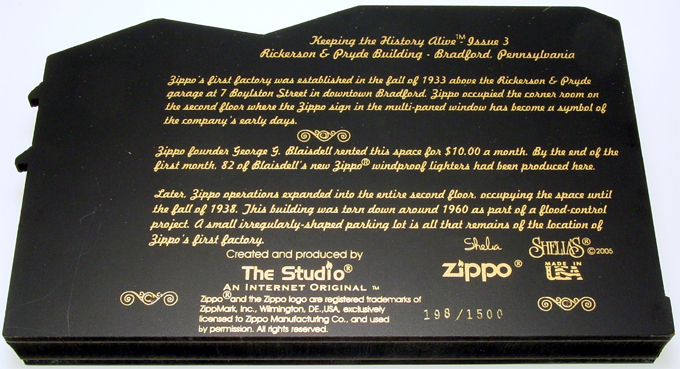 Keeping the History Alive™ - Issue 3
Rickerson & Pryde Building - Bradford, Pennsylvania
Zippo's first factory was established in the fall of 1933 above the Rickerson & Pryde
garage at 7 Boylston Street in downtown Bradford. Zippo occupied the corner room on
the second floor where the Zippo sign in the multi-paned window has become a symbol of
the company's early days.
Zippo founder George G. Blaisdell rented this space for $10.00 a month. By the end of the
first month, 82 of Blaisdell's new Zippo® windproof lighters had been produced here.
Later, Zippo operations expanded into the entire second floor, occupying the space until
the fall of 1938. This building was torn down around 1960 as part of a flood-control
project. A small irregularly-shaped parking lot is all that remains of the location of
Zippo's first factory.
Created and produced by
The Studio®
AN INTERNET ORIGINAL ™
Zippo® and the Zippo logo are registered trademarks of
ZippMark, Inc., Wilmington, DE.,USA, exclusively
licensed to Zippo Manufacturing Co., and used
by permission. All rights reserved.
Shelia
SHELIA'S ® ©2005
zippo®
MADE IN
USA
198/1500